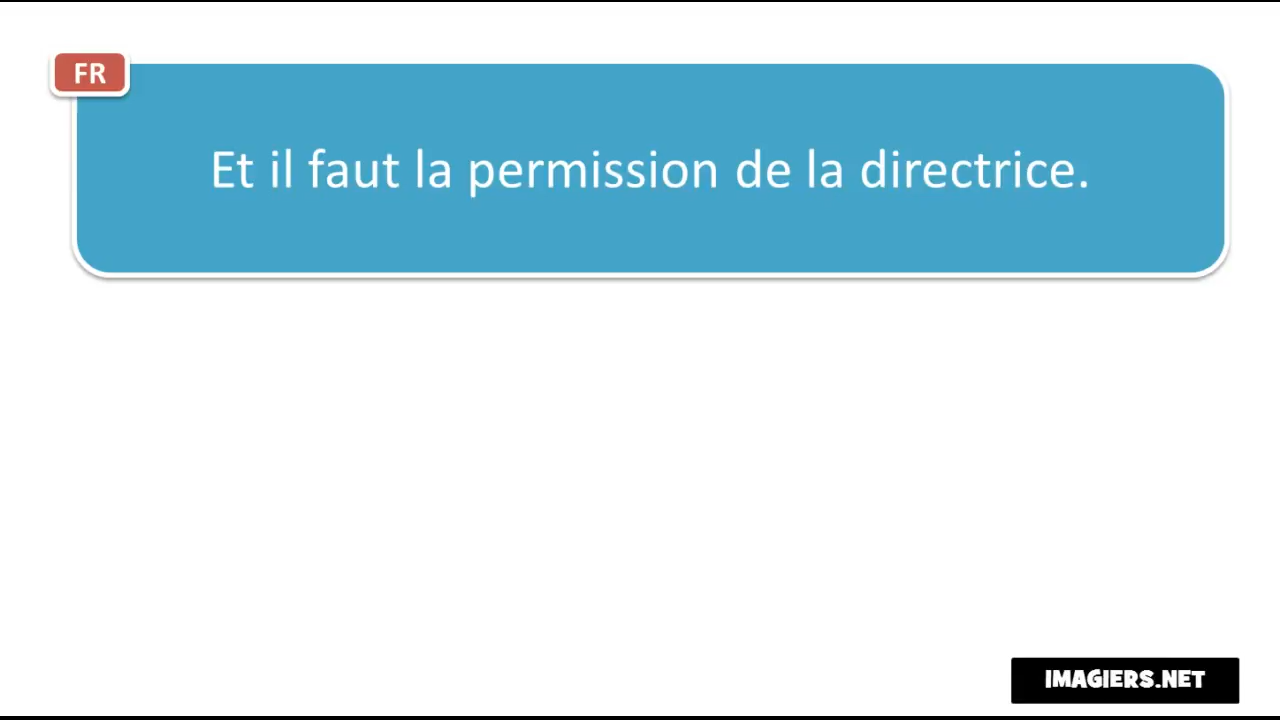 FR
Et il faut la permission de la directrice.
IMAGIERS.NET